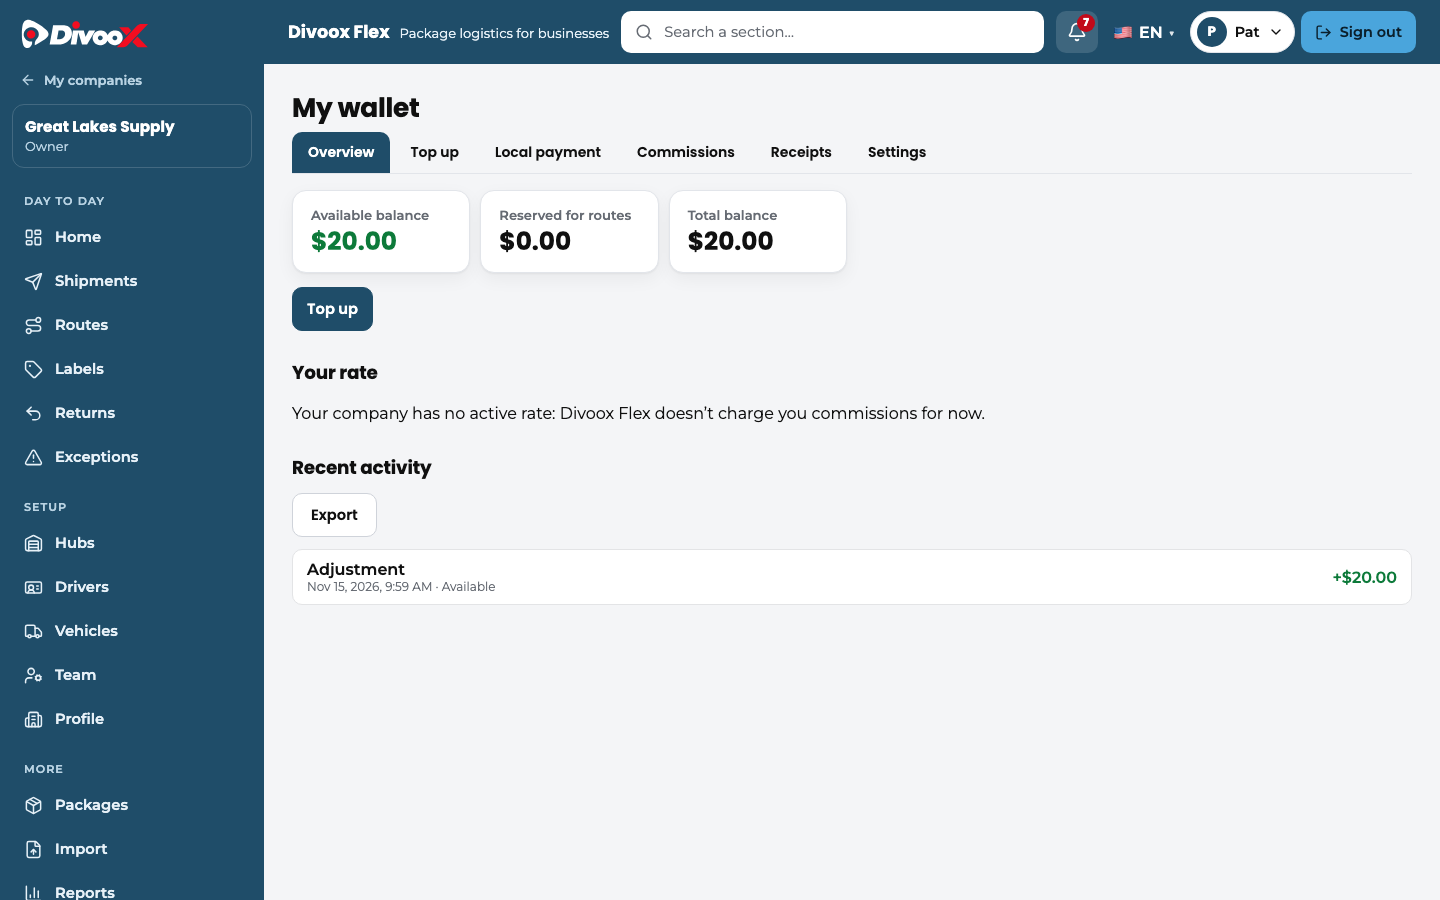 DivooX
Divoox Flex
Package logistics for businesses
Search a section...
7
EN
P
Pat
Sign out
My companies
Great Lakes Supply
Owner
DAY TO DAY
Home
Shipments
Routes
Labels
Returns
Exceptions
SETUP
Hubs
Drivers
Vehicles
Team
Profile
MORE
Packages
Import
Reports
My wallet
Overview
Top up
Local payment
Commissions
Receipts
Settings
Available balance
$20.00
Reserved for routes
$0.00
Total balance
$20.00
Top up
Your rate
Your company has no active rate: Divoox Flex doesn’t charge you commissions for now.
Recent activity
Export
Adjustment
Nov 15, 2026, 9:59 AM · Available
+$20.00